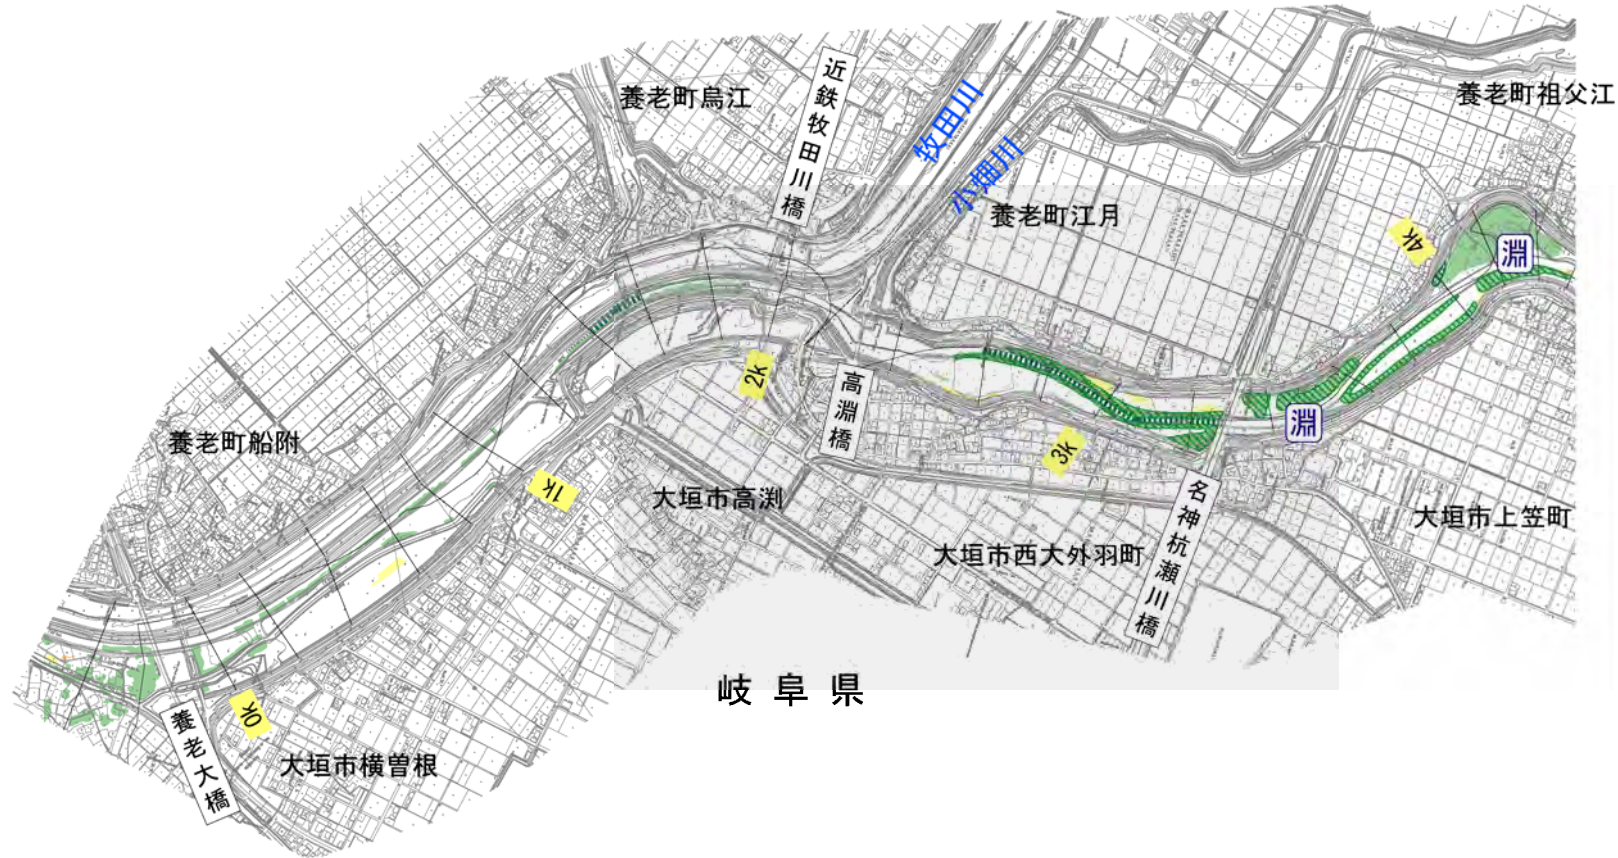 養老町烏江
近鉄牧田川橋
牧田川
小畑川
養老町祖父江
養老町江月
4k
淵
2k
高淵橋
淵
3k
養老町船附
1k
大垣市高渕
名神杭瀬川橋
大垣市上笠町
大垣市西大外羽町
岐阜県
0k
養老大橋
大垣市横曽根